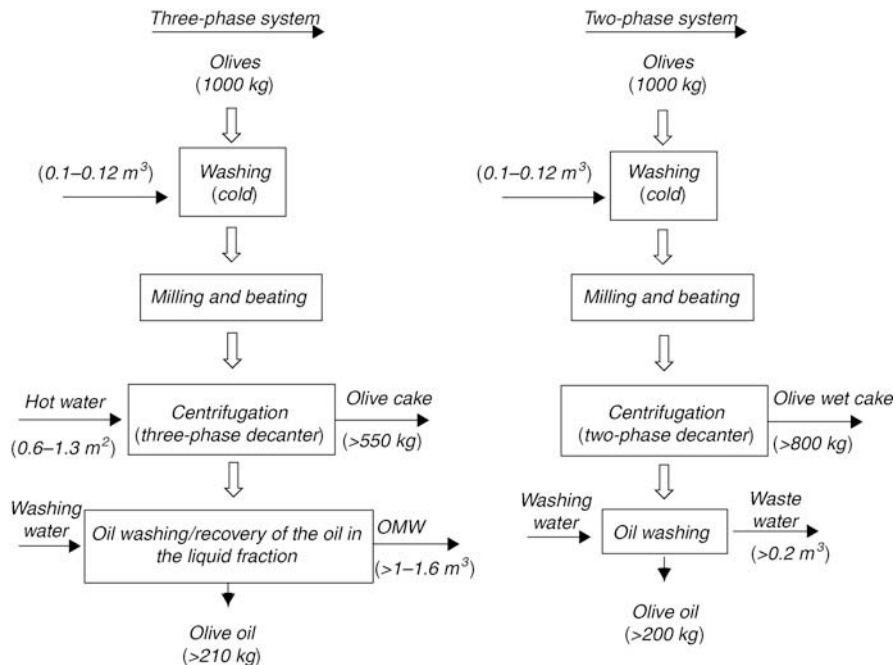 Three-phase system
Olives
(1000 kg)
(0.1–0.12 m³)
Washing
(cold)
Milling and beating
Hot water
(0.6–1.3 m²)
Centrifugation
(three-phase decanter)
Olive cake
(>550 kg)
Washing
water
Oil washing/recovery of the oil in
the liquid fraction
OMW
(>1–1.6 m³)
Olive oil
(>210 kg)
Two-phase system
Olives
(1000 kg)
(0.1–0.12 m³)
Washing
(cold)
Milling and beating
Centrifugation
(two-phase decanter)
Olive wet cake
(>800 kg)
Washing
water
Oil washing
Waste
water
(>0.2 m³)
Olive oil
(>200 kg)